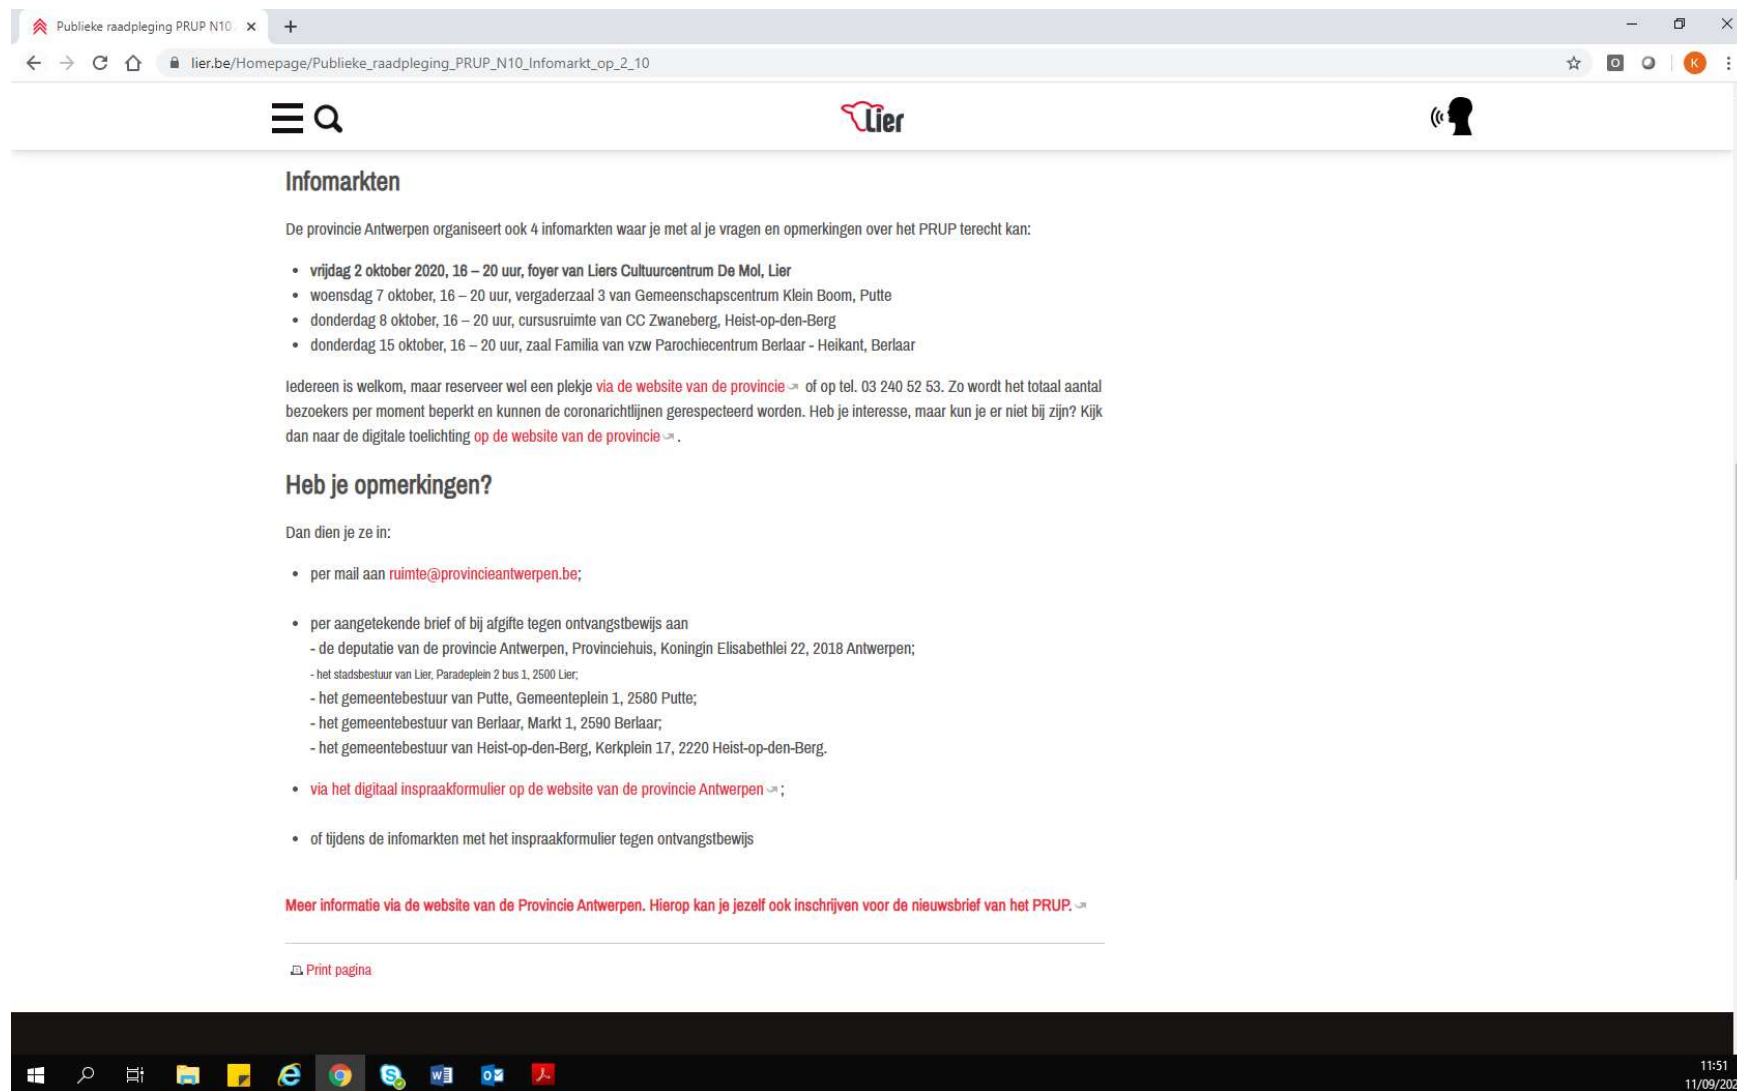 Publieke raadpleging PRUP N10
lier.be/Homepage/Publieke_raadpleging_PRUP_N10_Infomarkt_op_2_10
K
Lier
Infomarkten
De provincie Antwerpen organiseert ook 4 infomarkten waar je met al je vragen en opmerkingen over het PRUP terecht kan:
• vrijdag 2 oktober 2020, 16 – 20 uur, foyer van Liers Cultuurcentrum De Mol, Lier
• woensdag 7 oktober, 16 – 20 uur, vergaderzaal 3 van Gemeenschapscentrum Klein Boom, Putte
• donderdag 8 oktober, 16 – 20 uur, cursusruimte van CC Zwaneberg, Heist-op-den-Berg
• donderdag 15 oktober, 16 – 20 uur, zaal Familia van vzw Parochiecentrum Berlaar - Heikant, Berlaar
Iedereen is welkom, maar reserveer wel een plekje via de website van de provincie of op tel. 03 240 52 53. Zo wordt het totaal aantal
bezoekers per moment beperkt en kunnen de coronarichtlijnen gerespecteerd worden. Heb je interesse, maar kun je er niet bij zijn? Kijk
dan naar de digitale toelichting op de website van de provincie .
Heb je opmerkingen?
Dan dien je ze in:
• per mail aan ruimte@provincieantwerpen.be;
• per aangetekende brief of bij afgifte tegen ontvangstbewijs aan
- de deputatie van de provincie Antwerpen, Provinciehuis, Koningin Elisabethlei 22, 2018 Antwerpen;
- het stadsbestuur van Lier, Paradeplein 2 bus 1, 2500 Lier;
- het gemeentebestuur van Putte, Gemeenteplein 1, 2580 Putte;
- het gemeentebestuur van Berlaar, Markt 1, 2590 Berlaar;
- het gemeentebestuur van Heist-op-den-Berg, Kerkplein 17, 2220 Heist-op-den-Berg.
• via het digitaal inspraakformulier op de website van de provincie Antwerpen ;
• of tijdens de infomarkten met het inspraakformulier tegen ontvangstbewijs
Meer informatie via de website van de Provincie Antwerpen. Hierop kan je jezelf ook inschrijven voor de nieuwsbrief van het PRUP.
Print pagina
11:51
11/09/202